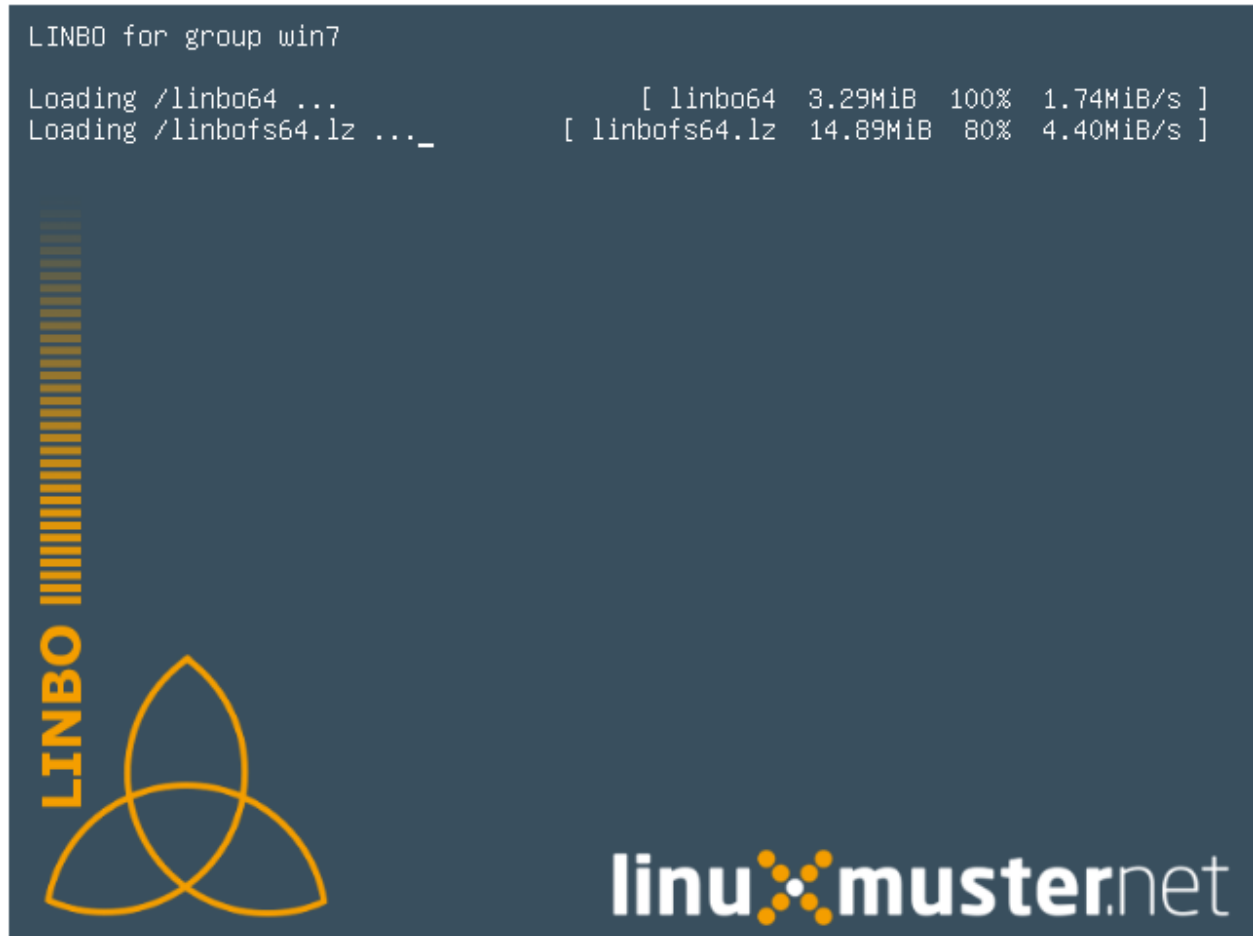 LINBO for group win7
Loading /linbo64 ... [ linbo64 3.29MiB 100% 1.74MiB/s ]
Loading /linbofs64.lz ..._ [ linbofs64.lz 14.89MiB 80% 4.40MiB/s ]
LINBO
linuxmuster.net